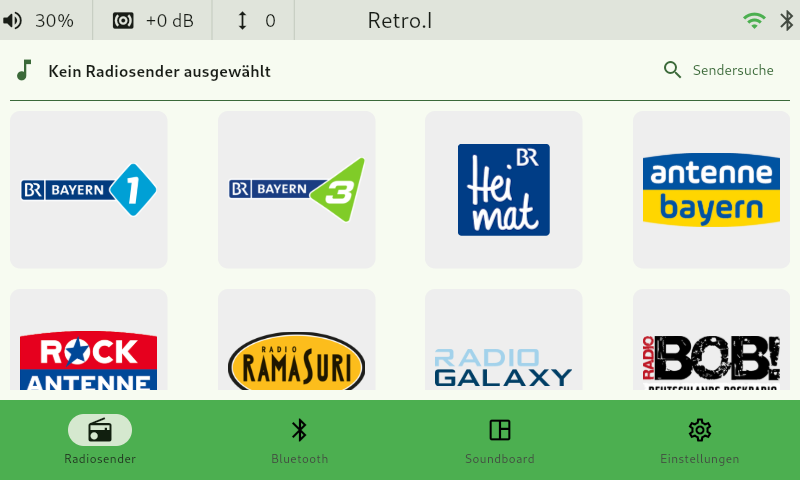 30%
+0 dB
0
Retro.I
Kein Radiosender ausgewählt
Sendersuche
BR BAYERN 1
BR BAYERN 3
BR
Hei
mat
antenne
bayern
ROCK
ANTENNE
RADIO
RAMASURI
RADIO
GALAXY
RADIO
BOB!
DEUTSCHLANDS ROCKRADIO
Radiosender
Bluetooth
Soundboard
Einstellungen